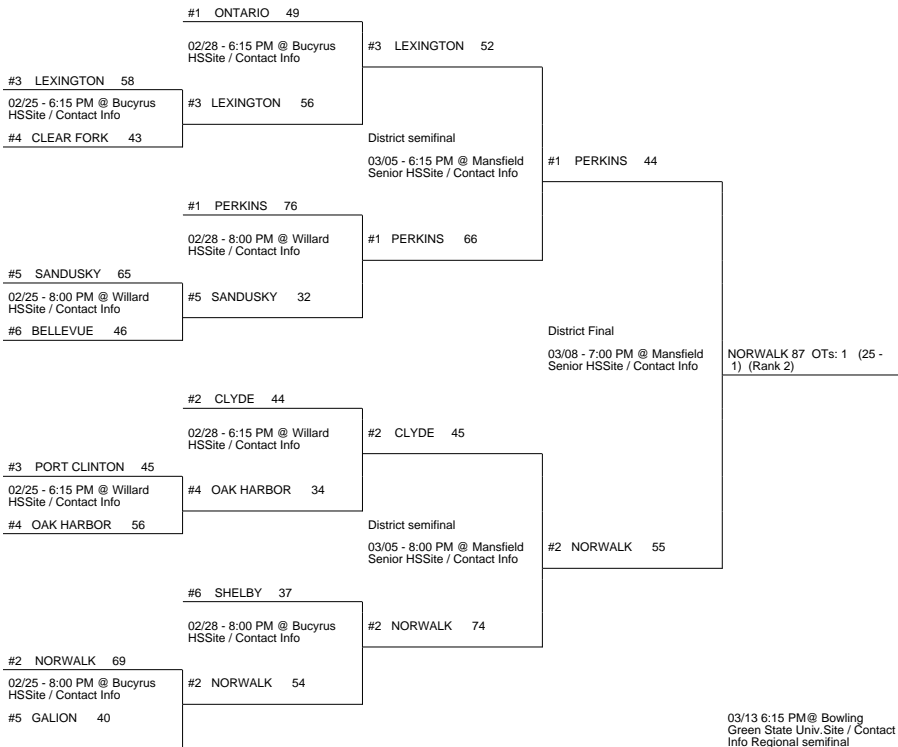 #1 ONTARIO 49
02/28 - 6:15 PM @ Bucyrus
HSSite / Contact Info
#3 LEXINGTON 52
#3 LEXINGTON 58
02/25 - 6:15 PM @ Bucyrus
HSSite / Contact Info
#3 LEXINGTON 56
#4 CLEAR FORK 43
District semifinal
03/05 - 6:15 PM @ Mansfield
Senior HSSite / Contact Info
#1 PERKINS 44
#1 PERKINS 76
02/28 - 8:00 PM @ Willard
HSSite / Contact Info
#1 PERKINS 66
#5 SANDUSKY 65
02/25 - 8:00 PM @ Willard
HSSite / Contact Info
#5 SANDUSKY 32
#6 BELLEVUE 46
District Final
03/08 - 7:00 PM @ Mansfield
Senior HSSite / Contact Info
NORWALK 87 OTs: 1 (25 -
1) (Rank 2)
#2 CLYDE 44
02/28 - 6:15 PM @ Willard
HSSite / Contact Info
#2 CLYDE 45
#3 PORT CLINTON 45
02/25 - 6:15 PM @ Willard
HSSite / Contact Info
#4 OAK HARBOR 34
#4 OAK HARBOR 56
District semifinal
03/05 - 8:00 PM @ Mansfield
Senior HSSite / Contact Info
#2 NORWALK 55
#6 SHELBY 37
02/28 - 8:00 PM @ Bucyrus
HSSite / Contact Info
#2 NORWALK 74
#2 NORWALK 69
02/25 - 8:00 PM @ Bucyrus
HSSite / Contact Info
#2 NORWALK 54
#5 GALION 40
03/13 6:15 PM@ Bowling
Green State Univ.Site / Contact
Info Regional semifinal